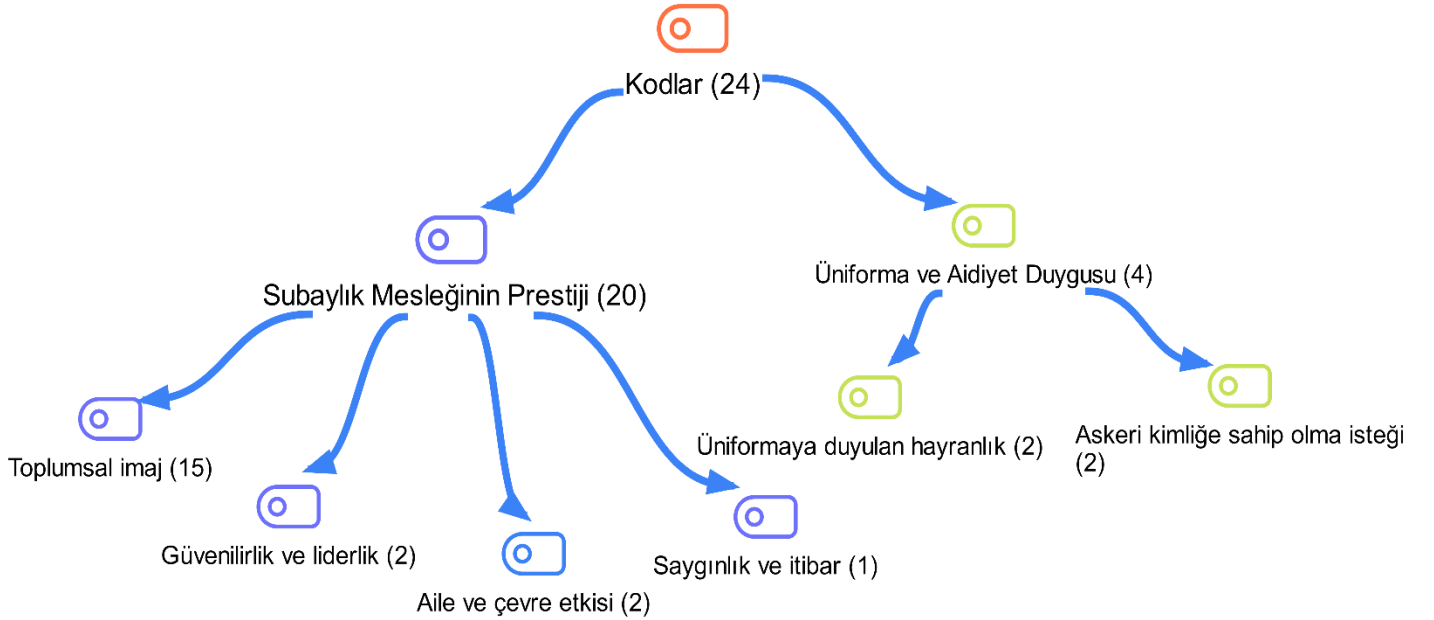 Kodlar (24)
Subaylık Mesleğinin Prestiji (20)
Üniforma ve Aidiyet Duygusu (4)
Toplumsal imaj (15)
Güvenilirlik ve liderlik (2)
Aile ve çevre etkisi (2)
Saygınlık ve itibar (1)
Üniformaya duyulan hayranlık (2)
Askeri kimliğe sahip olma isteği
(2)